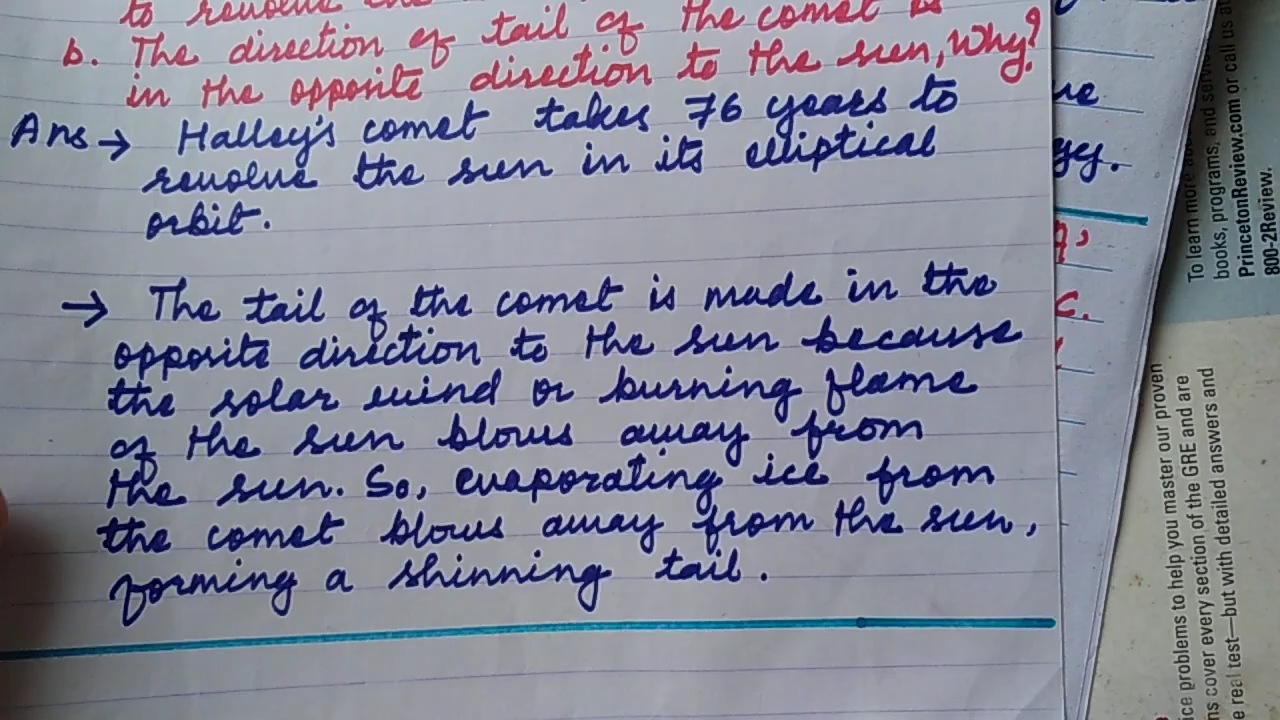 to revolve the
b. The direction of tail of the comet is
in the opposite direction to the sun, Why?
Ans → Halley's comet takes 76 years to
revolve the sun in its elliptical
orbit.
→ The tail of the comet is made in the
opposite direction to the sun because
the solar wind or burning flame
of the sun blows away from
the sun. So, evaporating ice from
the comet blows away from the sun,
forming a shinning tail.
ue
gy.
c.
To learn more
books, programs, and
PrincetonReview.com or call us at
800-2Review.
problems to help you master our proven
cover every section of the GRE and are
real test—but with detailed answers and